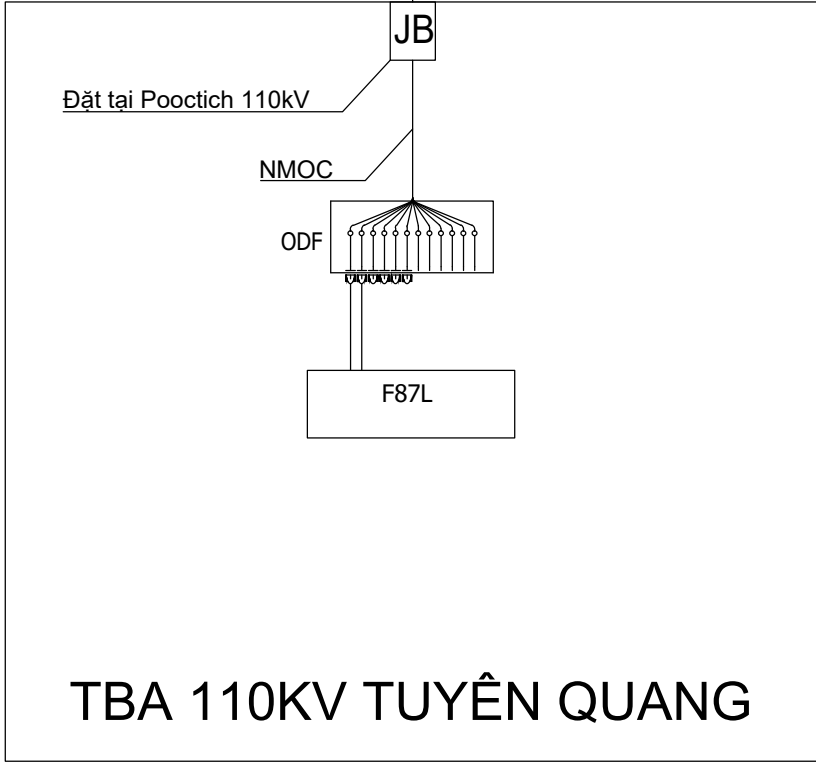 JB
Đặt tại Pooctich 110kV
NMOC
ODF
F87L
TBA 110KV TUYÊN QUANG